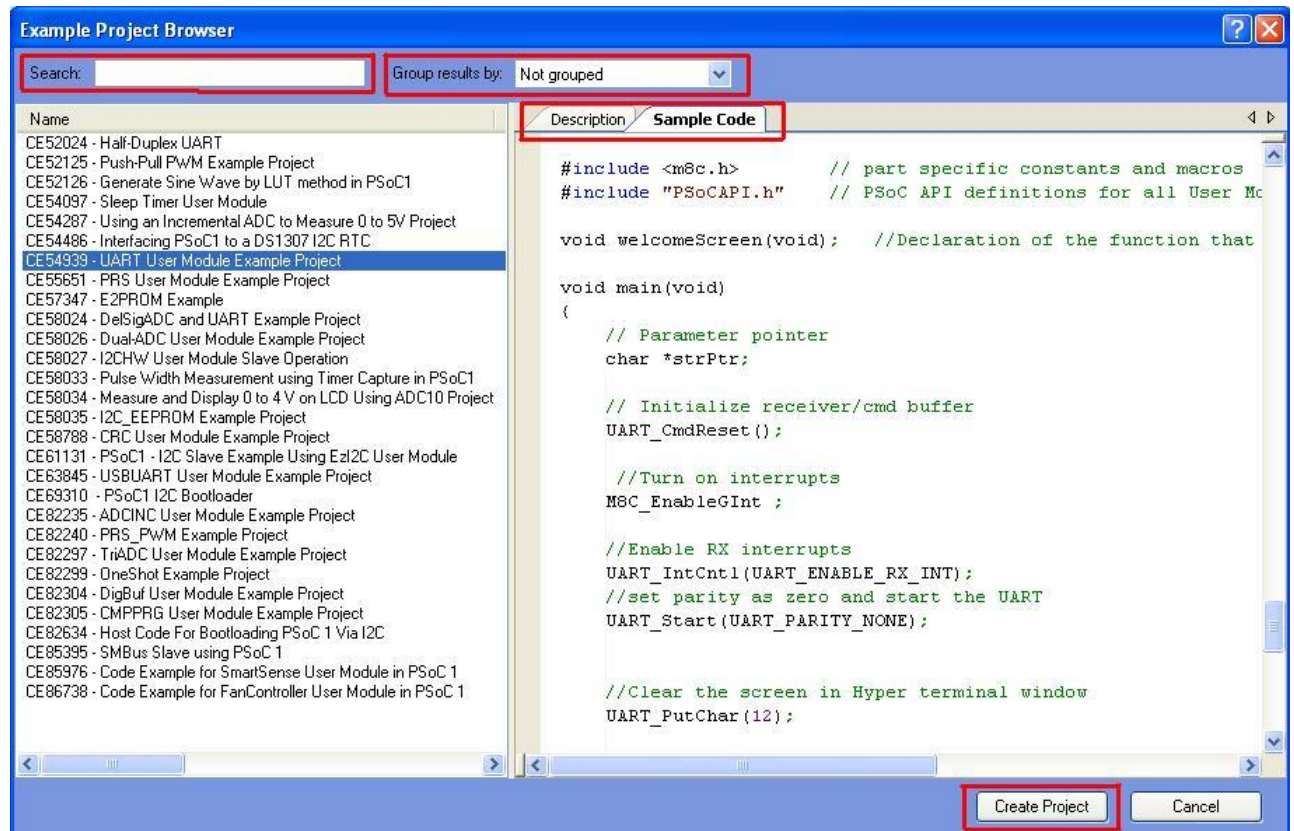 Example Project Browser
Search:
Group results by: Not grouped
Name
CE52024 - Half-Duplex UART
CE52125 - Push-Pull PWM Example Project
CE52126 - Generate Sine Wave by LUT method in PSoC1
CE54097 - Sleep Timer User Module
CE54287 - Using an Incremental ADC to Measure 0 to 5V Project
CE54486 - Interfacing PSoC1 to a DS1307 I2C RTC
CE54939 - UART User Module Example Project
CE55651 - PRS User Module Example Project
CE57347 - E2PROM Example
CE58024 - DelSigADC and UART Example Project
CE58026 - Dual-ADC User Module Example Project
CE58027 - I2CHW User Module Slave Operation
CE58033 - Pulse Width Measurement using Timer Capture in PSoC1
CE58034 - Measure and Display 0 to 4 V on LCD Using ADC10 Project
CE58035 - I2C_EEPROM Example Project
CE58788 - CRC User Module Example Project
CE61131 - PSoC1 - I2C Slave Example Using EzI2C User Module
CE63845 - USBUART User Module Example Project
CE69310 - PSoC1 I2C Bootloader
CE82235 - ADCINC User Module Example Project
CE82240 - PRS_PWM Example Project
CE82297 - TriADC User Module Example Project
CE82299 - OneShot Example Project
CE82304 - DigBuf User Module Example Project
CE82305 - CMPPRG User Module Example Project
CE82634 - Host Code For Bootloading PSoC 1 Via I2C
CE85395 - SMBus Slave using PSoC 1
CE85976 - Code Example for SmartSense User Module in PSoC 1
CE86738 - Code Example for FanController User Module in PSoC 1
Description Sample Code
#include <m8c.h> // part specific constants and macros
#include "PSoCAPI.h" // PSoC API definitions for all User Mo
void welcomeScreen(void); //Declaration of the function that
void main(void)
{
// Parameter pointer
char *strPtr;
// Initialize receiver/cmd buffer
UART_CmdReset();
//Turn on interrupts
M8C_EnableGInt ;
//Enable RX interrupts
UART_IntCntl(UART_ENABLE_RX_INT);
//set parity as zero and start the UART
UART_Start(UART_PARITY_NONE);
//Clear the screen in Hyper terminal window
UART_PutChar(12);
Create Project Cancel